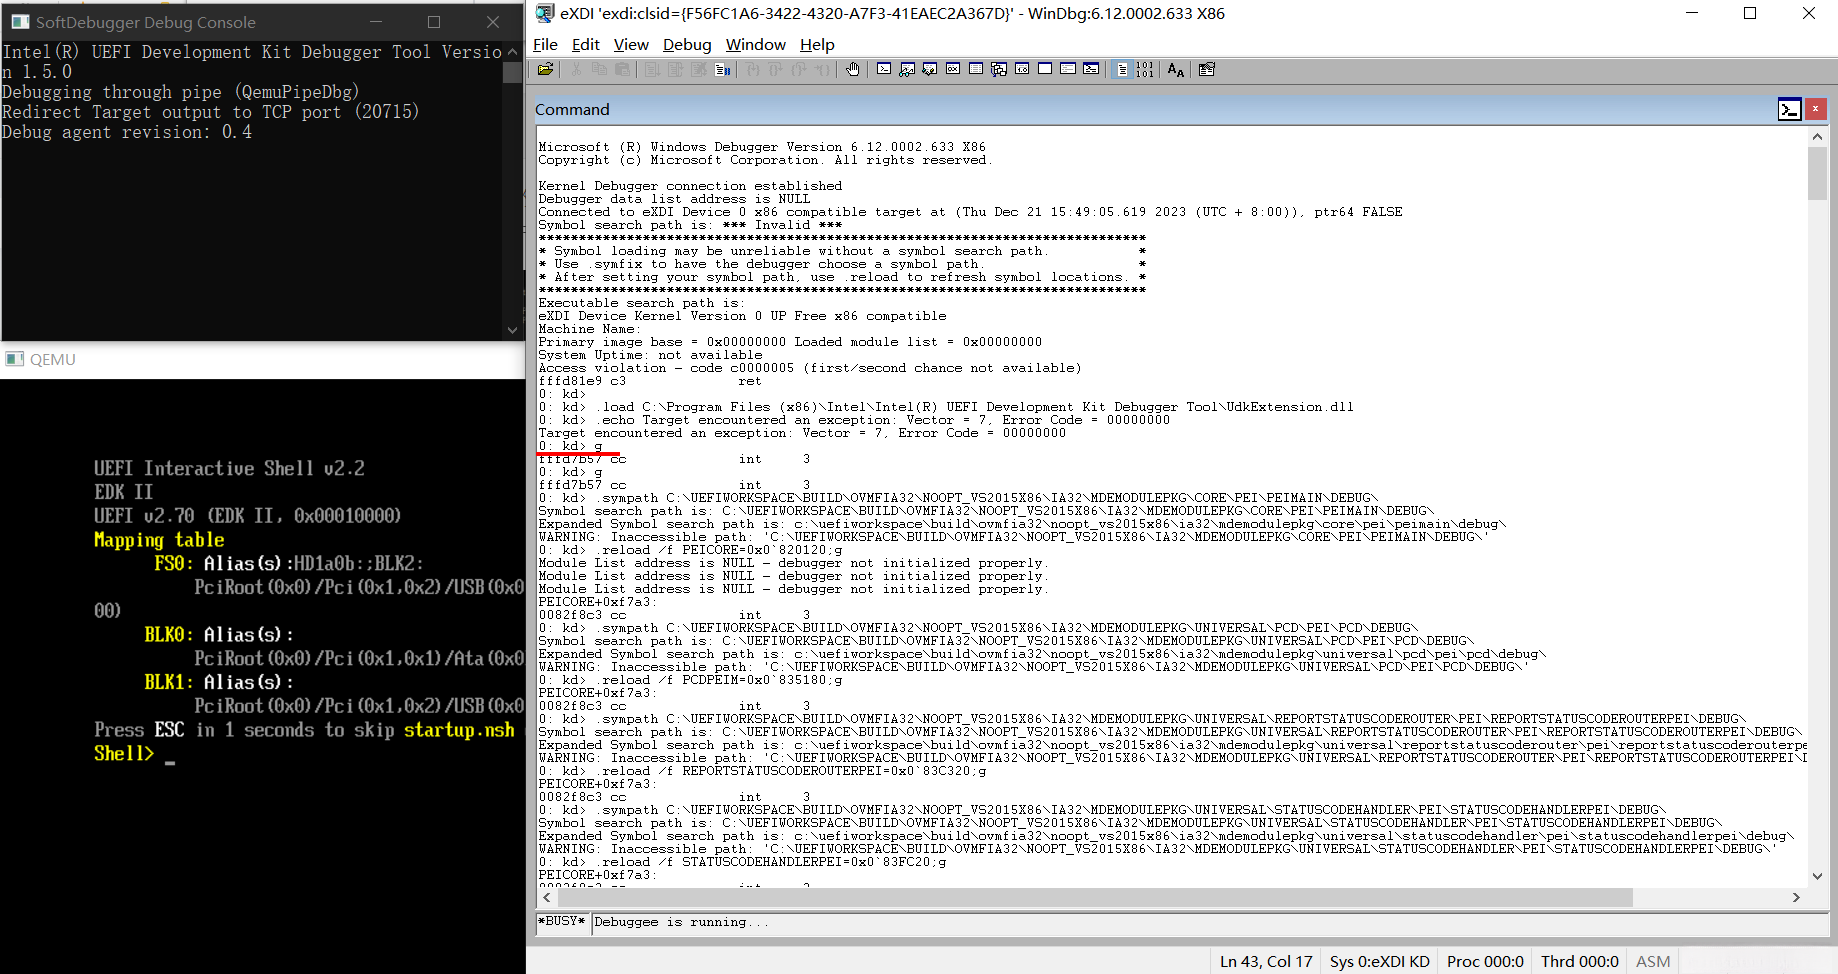 SoftDebugger Debug Console
Intel(R) UEFI Development Kit Debugger Tool Versio
n 1.5.0
Debugging through pipe (QemuPipeDbg)
Redirect Target output to TCP port (20715)
Debug agent revision: 0.4
QEMU
UEFI Interactive Shell v2.2
EDK II
UEFI v2.70 (EDK II, 0x00010000)
Mapping table
FS0: Alias(s):HD1a0b:;BLK2:
PciRoot(0x0)/Pci(0x1,0x2)/USB(0x0
00)
BLK0: Alias(s):
PciRoot(0x0)/Pci(0x1,0x1)/Ata(0x0
BLK1: Alias(s):
PciRoot(0x0)/Pci(0x1,0x2)/USB(0x0
Press ESC in 1 seconds to skip startup.nsh
Shell> _
eXDI 'exdi:clsid={F56FC1A6-3422-4320-A7F3-41EAEC2A367D}' - WinDbg:6.12.0002.633 X86
File Edit View Debug Window Help
Command
Microsoft (R) Windows Debugger Version 6.12.0002.633 X86
Copyright (c) Microsoft Corporation. All rights reserved.
Kernel Debugger connection established
Debugger data list address is NULL
Connected to eXDI Device 0 x86 compatible target at (Thu Dec 21 15:49:05.619 2023 (UTC + 8:00)), ptr64 FALSE
Symbol search path is: *** Invalid ***
****************************************************************************
* Symbol loading may be unreliable without a symbol search path.           *
* Use .symfix to have the debugger choose a symbol path.                   *
* After setting your symbol path, use .reload to refresh symbol locations. *
****************************************************************************
Executable search path is:
eXDI Device Kernel Version 0 UP Free x86 compatible
Machine Name:
Primary image base = 0x00000000 Loaded module list = 0x00000000
System Uptime: not available
Access violation - code c0000005 (first/second chance not available)
fffd81e9 c3              ret
0: kd>
0: kd> .load C:\Program Files (x86)\Intel\Intel(R) UEFI Development Kit Debugger Tool\UdkExtension.dll
0: kd> .echo Target encountered an exception: Vector = 7, Error Code = 00000000
Target encountered an exception: Vector = 7, Error Code = 00000000
0: kd> g
fffd7b57 cc              int     3
0: kd> g
fffd7b57 cc              int     3
0: kd> .sympath C:\UEFIWORKSPACE\BUILD\OVMFIA32\NOOPT_VS2015X86\IA32\MDEMODULEPKG\CORE\PEI\PEIMAIN\DEBUG\
Symbol search path is: C:\UEFIWORKSPACE\BUILD\OVMFIA32\NOOPT_VS2015X86\IA32\MDEMODULEPKG\CORE\PEI\PEIMAIN\DEBUG\
Expanded Symbol search path is: c:\uefiworkspace\build\ovmfia32\noopt_vs2015x86\ia32\mdemodulepkg\core\pei\peimain\debug\
WARNING: Inaccessible path: 'C:\UEFIWORKSPACE\BUILD\OVMFIA32\NOOPT_VS2015X86\IA32\MDEMODULEPKG\CORE\PEI\PEIMAIN\DEBUG\'
0: kd> .reload /f PEICORE=0x0`820120;g
Module List address is NULL - debugger not initialized properly.
Module List address is NULL - debugger not initialized properly.
Module List address is NULL - debugger not initialized properly.
PEICORE+0xf7a3:
0082f8c3 cc              int     3
0: kd> .sympath C:\UEFIWORKSPACE\BUILD\OVMFIA32\NOOPT_VS2015X86\IA32\MDEMODULEPKG\UNIVERSAL\PCD\PEI\PCD\DEBUG\
Symbol search path is: C:\UEFIWORKSPACE\BUILD\OVMFIA32\NOOPT_VS2015X86\IA32\MDEMODULEPKG\UNIVERSAL\PCD\PEI\PCD\DEBUG\
Expanded Symbol search path is: c:\uefiworkspace\build\ovmfia32\noopt_vs2015x86\ia32\mdemodulepkg\universal\pcd\pei\pcd\debug\
WARNING: Inaccessible path: 'C:\UEFIWORKSPACE\BUILD\OVMFIA32\NOOPT_VS2015X86\IA32\MDEMODULEPKG\UNIVERSAL\PCD\PEI\PCD\DEBUG\'
0: kd> .reload /f PCDPEIM=0x0`835180;g
PEICORE+0xf7a3:
0082f8c3 cc              int     3
0: kd> .sympath C:\UEFIWORKSPACE\BUILD\OVMFIA32\NOOPT_VS2015X86\IA32\MDEMODULEPKG\UNIVERSAL\REPORTSTATUSCODEROUTER\PEI\REPORTSTATUSCODEROUTERPEI\DEBUG\
Symbol search path is: C:\UEFIWORKSPACE\BUILD\OVMFIA32\NOOPT_VS2015X86\IA32\MDEMODULEPKG\UNIVERSAL\REPORTSTATUSCODEROUTER\PEI\REPORTSTATUSCODEROUTERPEI\DEBUG\
Expanded Symbol search path is: c:\uefiworkspace\build\ovmfia32\noopt_vs2015x86\ia32\mdemodulepkg\universal\reportstatuscoderouter\pei\reportstatuscoderouterpe
WARNING: Inaccessible path: 'C:\UEFIWORKSPACE\BUILD\OVMFIA32\NOOPT_VS2015X86\IA32\MDEMODULEPKG\UNIVERSAL\REPORTSTATUSCODEROUTER\PEI\REPORTSTATUSCODEROUTERPEI\D
0: kd> .reload /f REPORTSTATUSCODEROUTERPEI=0x0`83C320;g
PEICORE+0xf7a3:
0082f8c3 cc              int     3
0: kd> .sympath C:\UEFIWORKSPACE\BUILD\OVMFIA32\NOOPT_VS2015X86\IA32\MDEMODULEPKG\UNIVERSAL\STATUSCODEHANDLER\PEI\STATUSCODEHANDLERPEI\DEBUG\
Symbol search path is: C:\UEFIWORKSPACE\BUILD\OVMFIA32\NOOPT_VS2015X86\IA32\MDEMODULEPKG\UNIVERSAL\STATUSCODEHANDLER\PEI\STATUSCODEHANDLERPEI\DEBUG\
Expanded Symbol search path is: c:\uefiworkspace\build\ovmfia32\noopt_vs2015x86\ia32\mdemodulepkg\universal\statuscodehandler\pei\statuscodehandlerpei\debug\
WARNING: Inaccessible path: 'C:\UEFIWORKSPACE\BUILD\OVMFIA32\NOOPT_VS2015X86\IA32\MDEMODULEPKG\UNIVERSAL\STATUSCODEHANDLER\PEI\STATUSCODEHANDLERPEI\DEBUG\'
0: kd> .reload /f STATUSCODEHANDLERPEI=0x0`83FC20;g
PEICORE+0xf7a3:
*BUSY* Debuggee is running...
Ln 43, Col 17 Sys 0:eXDI KD Proc 000:0 Thrd 000:0 ASM